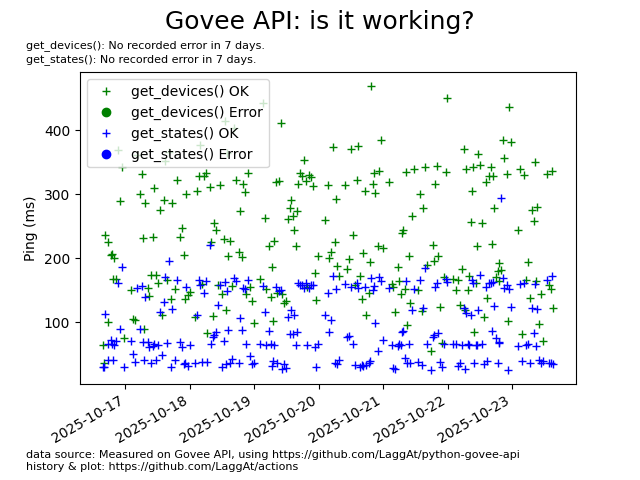 Govee API: is it working?
get_devices(): No recorded error in 7 days.
get_states(): No recorded error in 7 days.
get_devices() OK
get_devices() Error
get_states() OK
get_states() Error
Ping (ms)
400
300
200
100
2025-10-17
2025-10-18
2025-10-19
2025-10-20
2025-10-21
2025-10-22
2025-10-23
data source: Measured on Govee API, using https://github.com/LaggAt/python-govee-api
history & plot: https://github.com/LaggAt/actions